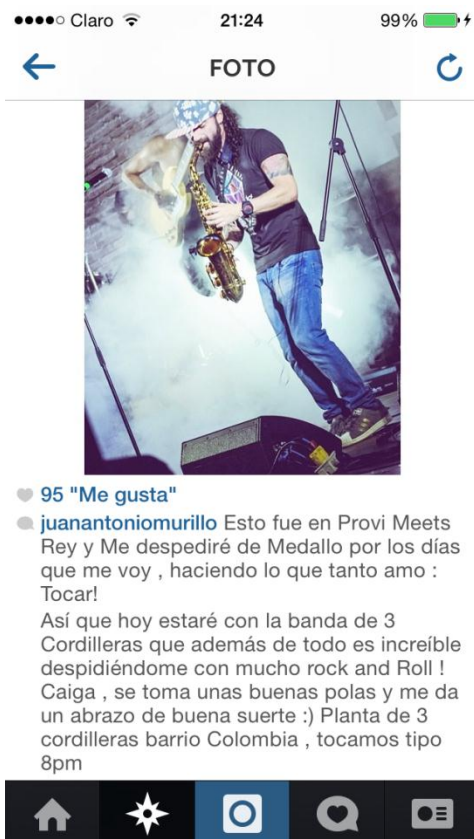 Claro 21:24 99%
FOTO
95 "Me gusta"
juanantoniomurillo Esto fue en Provi Meets
Rey y Me despediré de Medallo por los días
que me voy , haciendo lo que tanto amo :
Tocar!
Así que hoy estaré con la banda de 3
Cordilleras que además de todo es increíble
despidiéndome con mucho rock and Roll !
Caiga , se toma unas buenas polas y me da
un abrazo de buena suerte :) Planta de 3
cordilleras barrio Colombia , tocamos tipo
8pm